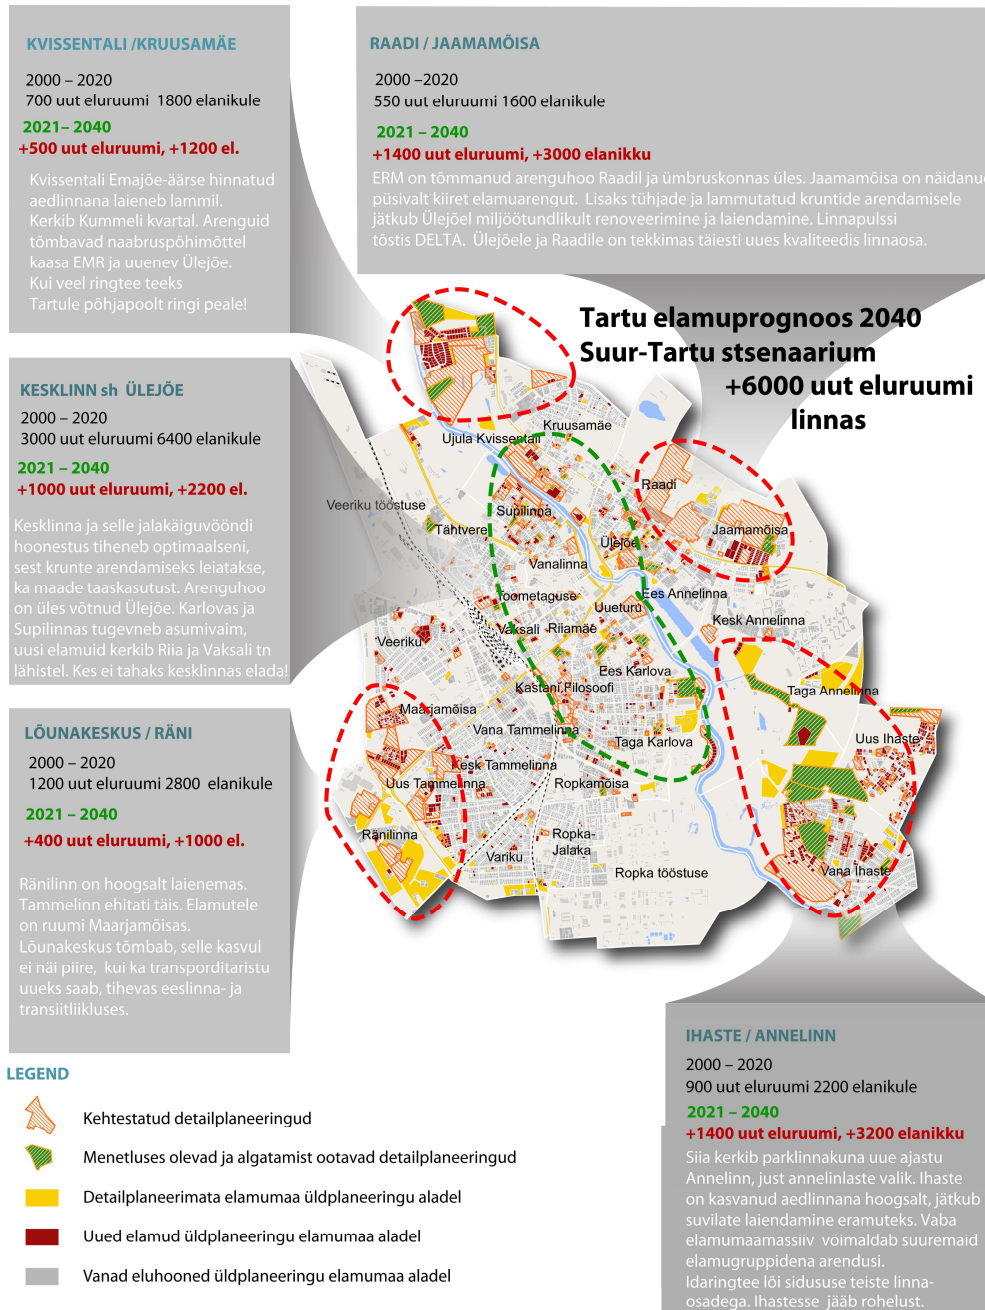 KVISSENTALI /KRUUSAMÄE
2000 – 2020
700 uut eluruumi 1800 elanikule
2021– 2040
+500 uut eluruumi, +1200 el.
Kvissentali Emajõe-äärse hinnatud
aedlinnana laieneb lammil.
Kerkib Kummeli kvartal. Arenguid
tõmbavad naabruspõhimõttel
kaasa EMR ja uuenev Ülejõe.
Kui veel ringtee teeks
Tartule põhjapoolt ringi peale!
RAADI / JAAMAMÕISA
2000 –2020
550 uut eluruumi 1600 elanikule
2021 – 2040
+1400 uut eluruumi, +3000 elanikku
ERM on tõmmanud arenguhoo Raadil ja ümbruskonnas üles. Jaamamõisa on näidanud
püsivalt kiiret elamuarengut. Lisaks tühjade ja lammutatud kruntide arendamisele
jätkub Ülejõel miljöötundlikult renoveerimine ja laiendamine. Linnapulssi
tõstis DELTA. Ülejõele ja Raadile on tekkimas täiesti uues kvaliteedis linnaosa.
Tartu elamuprognoos 2040
Suur-Tartu stsenaarium
+6000 uut eluruumi
linnas
KESKLINN sh ÜLEJÕE
2000 – 2020
3000 uut eluruumi 6400 elanikule
2021 – 2040
+1000 uut eluruumi, +2200 el.
Kesklinna ja selle jalakäiguvööndi
hoonestus tiheneb optimaalseni,
sest krunte arendamiseks leiatakse,
ka maade taaskasutust. Arenguhoo
on üles võtnud Ülejõe. Karlovas ja
Supilinnas tugevneb asumivaim,
uusi elamuid kerkib Riia ja Vaksali tn
lähistel. Kes ei tahaks kesklinnas elada!
LÕUNAKESKUS / RÄNI
2000 – 2020
1200 uut eluruumi 2800 elanikule
2021 – 2040
+400 uut eluruumi, +1000 el.
Ränilinn on hoogsalt laienemas.
Tammelinn ehitati täis. Elamutele
on ruumi Maarjamõisas.
Lõunakeskus tõmbab, selle kasvul
ei näi piire, kui ka transporditaristu
uueks saab, tihevas eeslinna- ja
transiitliikluses.
Kruusamäe
Ujula Kvissentali
Raadi
Veeriku tööstuse
Supilinna
Tähtvere
Jaamamõisa
Ülejõe
Vanalinna
Toometaguse
Ees Annelinna
Uueturu
Kesk Annelinna
Vaksali
Riiamäe
Veeriku
Ees Karlova
Kastani Filosoofi
Taga Annelinna
Maarjamõisa
Vana Tammelinna
Taga Karlova
Uus Ihaste
Kesk Tammelinna
Uus Tammelinna
Ropkamõisa
Ränilinna
Ropka-
Jalaka
Variku
Ropka tööstuse
Vana Ihaste
IHASTE / ANNELINN
2000 – 2020
900 uut eluruumi 2200 elanikule
2021 – 2040
+1400 uut eluruumi, +3200 elanikku
Siia kerkib parklinnakuna uue ajastu
Annelinn, just annelinlaste valik. Ihaste
on kasvanud aedlinnana hoogsalt, jätkub
suvilate laiendamine eramuteks. Vaba
elamumaamassiiv võimaldab suuremaid
elamugruppidena arendusi.
Idaringtee lõi sidususe teiste linna-
osadega. Ihastesse jääb rohelust.
LEGEND
Kehtestatud detailplaneeringud
Menetluses olevad ja algatamist ootavad detailplaneeringud
Detailplaneerimata elamumaa üldplaneeringu aladel
Uued elamud üldplaneeringu elamumaa aladel
Vanad eluhooned üldplaneeringu elamumaa aladel